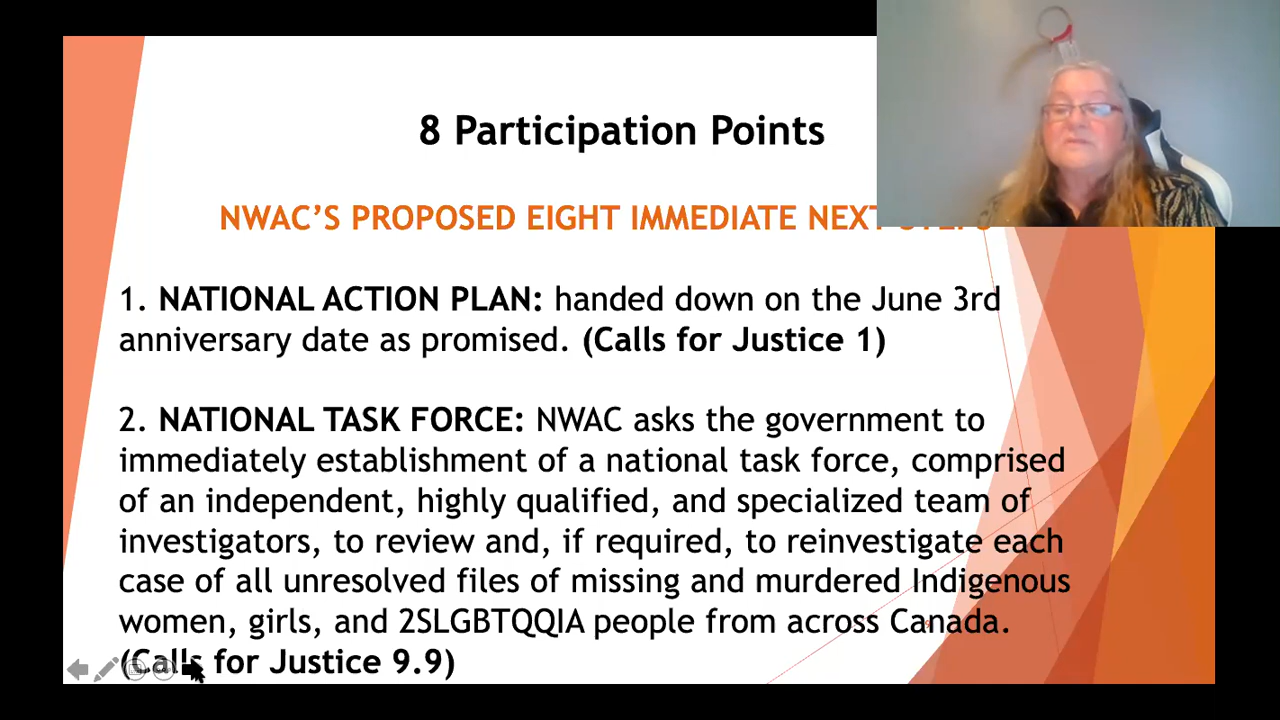 8 Participation Points
NWAC'S PROPOSED EIGHT IMMEDIATE NEXT
1. NATIONAL ACTION PLAN: handed down on the June 3rd
anniversary date as promised. (Calls for Justice 1)
2. NATIONAL TASK FORCE: NWAC asks the government to
immediately establishment of a national task force, comprised
of an independent, highly qualified, and specialized team of
investigators, to review and, if required, to reinvestigate each
case of all unresolved files of missing and murdered Indigenous
women, girls, and 2SLGBTQQIA people from across Canada.
(Calls for Justice 9.9)